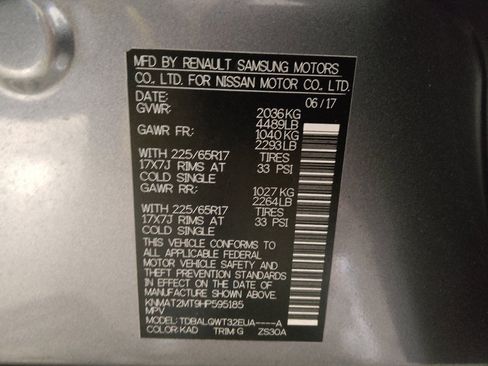 MFD BY RENAULT SAMSUNG MOTORS
CO., LTD. FOR NISSAN MOTOR CO., LTD.
DATE: 06/17
GVWR: 2036KG
4489LB
GAWR FR: 1040KG
2293LB
WITH 225/65R17 TIRES
17X7J RIMS AT 33 PSI
COLD SINGLE
GAWR RR: 1027KG
2264LB
WITH 225/65R17 TIRES
17X7J RIMS AT 33 PSI
COLD SINGLE
THIS VEHICLE CONFORMS TO
ALL APPLICABLE FEDERAL
MOTOR VEHICLE SAFETY AND
THEFT PREVENTION STANDARDS
IN EFFECT ON THE DATE OF
MANUFACTURE SHOWN ABOVE.
KNMAT2MT9HP595185
MPV
MODEL: TDBALQWT32EUA----A
COLOR: KAD TRIM: G ZS30A